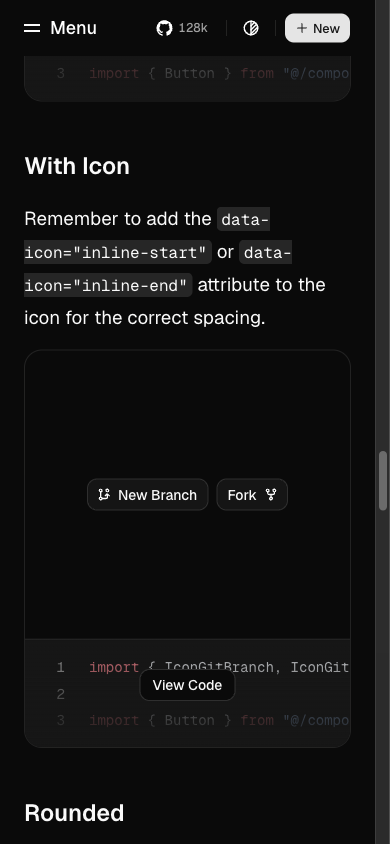 Menu
128k
+ New
3 import { Button } from "@/compo
With Icon
Remember to add the data-
icon="inline-start" or data-
icon="inline-end" attribute to the
icon for the correct spacing.
New Branch
Fork
1 import { IconGitBranch, IconGit
2
View Code
3 import { Button } from "@/compo
Rounded